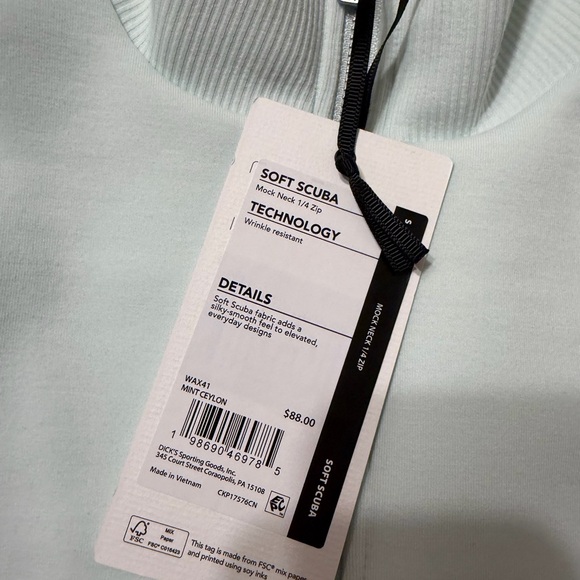 SOFT SCUBA
Mock Neck 1/4 Zip
TECHNOLOGY
Wrinkle resistant
DETAILS
Soft Scuba fabric adds a
silky-smooth feel to elevated,
everyday designs
WAX41
MINT CEYLON
$88.00
1 98690 46978 5
DICK'S Sporting Goods, Inc.
345 Court Street Coraopolis, PA 15108
Made in Vietnam
CKP17576CN
S
MOCK NECK 1/4 ZIP
SOFT SCUBA
FSC
MIX
Paper
FSC® C016423
This tag is made from FSC® mix paper
and printed using soy inks